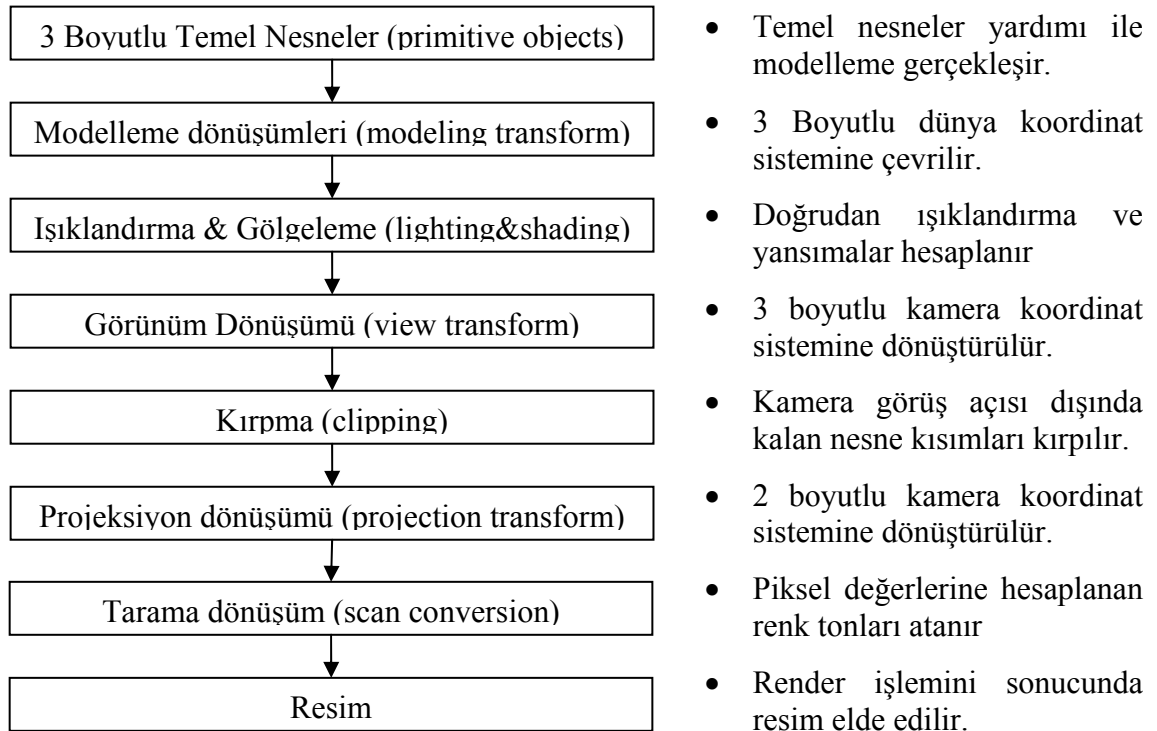 3 Boyutlu Temel Nesneler (primitive objects)
Modelleme dönüşümleri (modeling transform)
Işıklandırma & Gölgeleme (lighting&shading)
Görünüm Dönüşümü (view transform)
Kırpma (clipping)
Projeksiyon dönüşümü (projection transform)
Tarama dönüşüm (scan conversion)
Resim
• Temel nesneler yardımı ile
modelleme gerçekleşir.
• 3 Boyutlu dünya koordinat
sistemine çevrilir.
• Doğrudan ışıklandırma ve
yansımalar hesaplanır
• 3 boyutlu kamera koordinat
sistemine dönüştürülür.
• Kamera görüş açısı dışında
kalan nesne kısımları kırpılır.
• 2 boyutlu kamera koordinat
sistemine dönüştürülür.
• Piksel değerlerine hesaplanan
renk tonları atanır
• Render işlemini sonucunda
resim elde edilir.